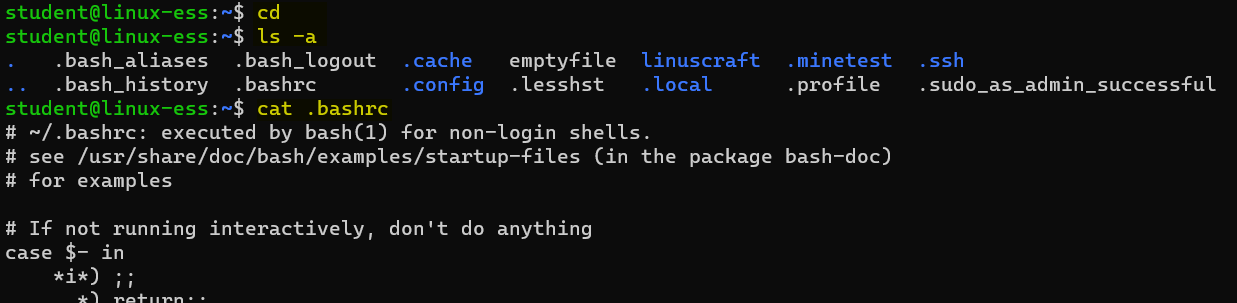 student@linux-ess:~$ cd
student@linux-ess:~$ ls -a
.   .bash_aliases  .bash_logout  .cache   emptyfile  linuscraft  .minetest  .ssh
..  .bash_history  .bashrc       .config  .lesshst   .local      .profile   .sudo_as_admin_successful
student@linux-ess:~$ cat .bashrc
# ~/.bashrc: executed by bash(1) for non-login shells.
# see /usr/share/doc/bash/examples/startup-files (in the package bash-doc)
# for examples

# If not running interactively, don't do anything
case $- in
    *i*) ;;
      *) return;;